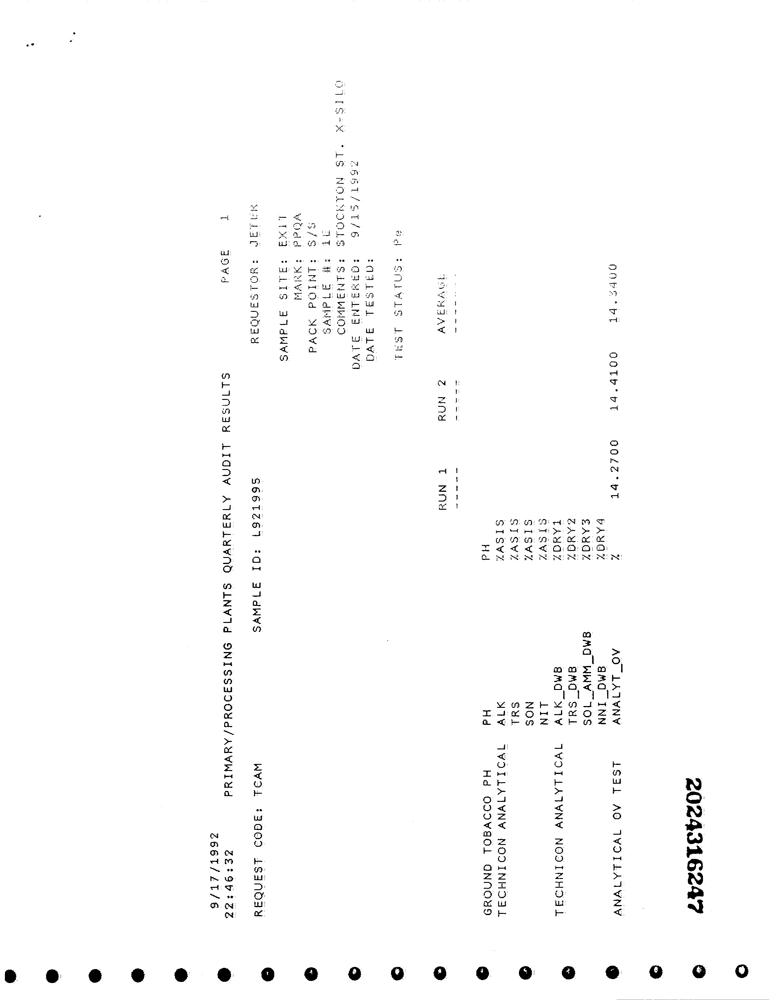 9/17/1992
22:46:32 PRIMARY/PROCESSING PLANTS QUARTERLY AUDIT RESULTS PAGE 1
REQUEST CODE: TCAM SAMPLE ID: L921995 REQUESTOR: JETER
SAMPLE SITE: EXIT
MARK: PPQA
PACK POINT: S/S
SAMPLE #: 1E
COMMENTS: STOCKTON ST. X-SILO
DATE ENTERED: 9/15/1992
DATE TESTED:
TEST STATUS: Pe
RUN 1 RUN 2 AVERAGE
----- ----- -------
GROUND TOBACCO PH PH PH
TECHNICON ANALYTICAL ALK %ASIS
TRS %ASIS
SON %ASIS
NIT %ASIS
TECHNICON ANALYTICAL ALK_DWB %DRY1
TRS_DWB %DRY2
SOL_AMM_DWB %DRY3
NNI_DWB %DRY4
ANALYTICAL OV TEST ANALYT_OV % 14.2700 14.4100 14.3400
2024316247